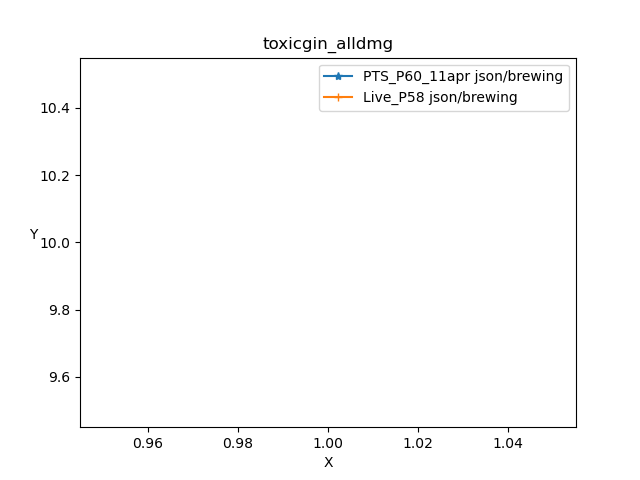 toxicgin_alldmg
PTS_P60_11apr json/brewing
Live_P58 json/brewing
10.4
10.2
Y
10.0
9.8
9.6
0.96 0.98 1.00 1.02 1.04
X